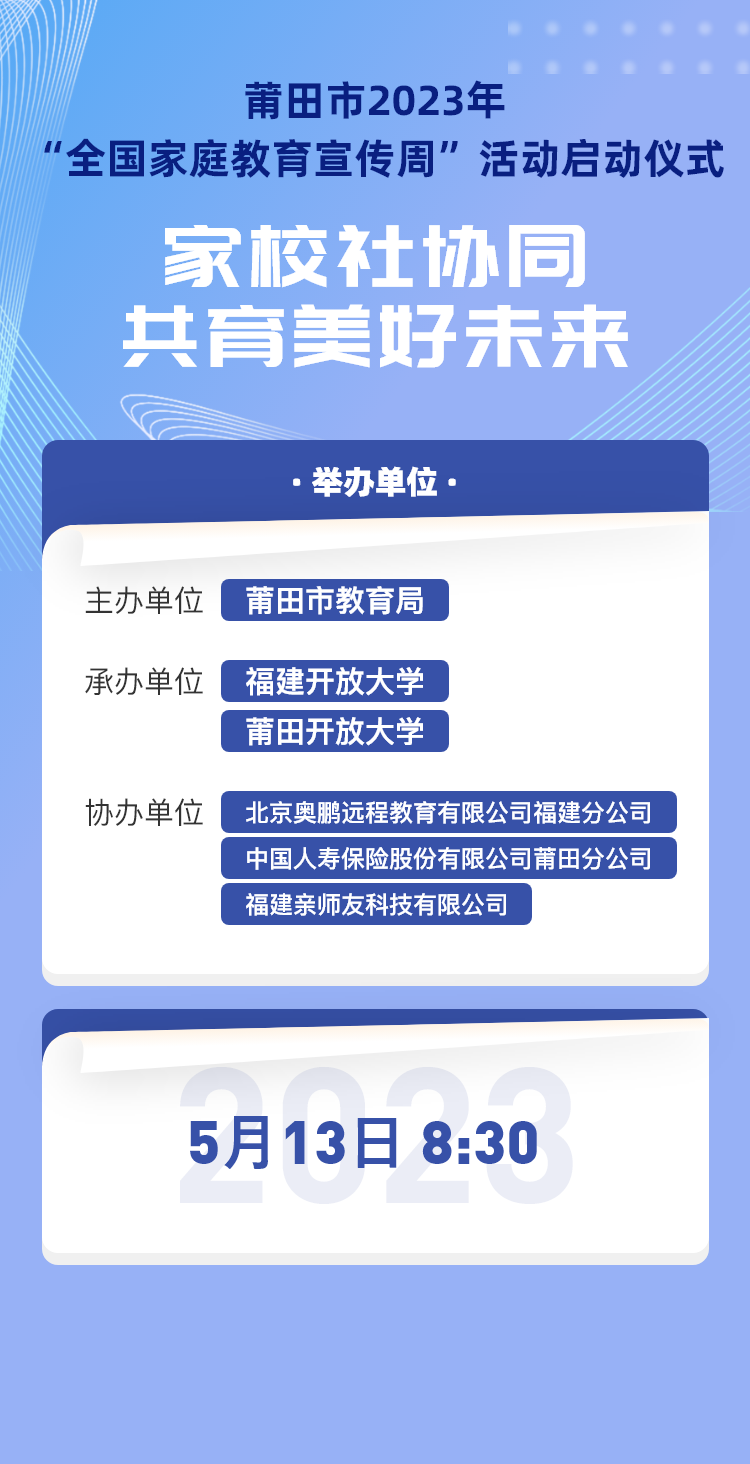 莆田市2023年
“全国家庭教育宣传周”活动启动仪式
家校社协同
共育美好未来
·举办单位·
主办单位 莆田市教育局
承办单位 福建开放大学
莆田开放大学
协办单位 北京奥鹏远程教育有限公司福建分公司
中国人寿保险股份有限公司莆田分公司
福建亲师友科技有限公司
2023
5月13日 8:30